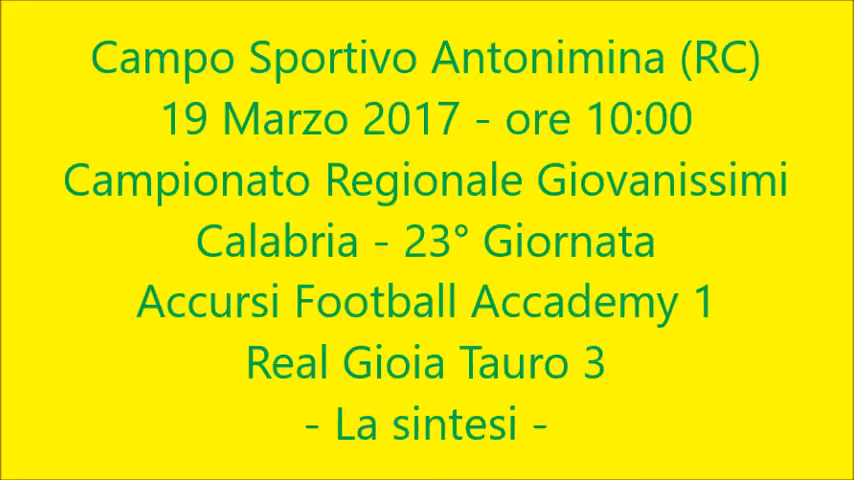 Campo Sportivo Antonimina (RC)
19 Marzo 2017 - ore 10:00
Campionato Regionale Giovanissimi
Calabria - 23° Giornata
Accursi Football Accademy 1
Real Gioia Tauro 3
- La sintesi -